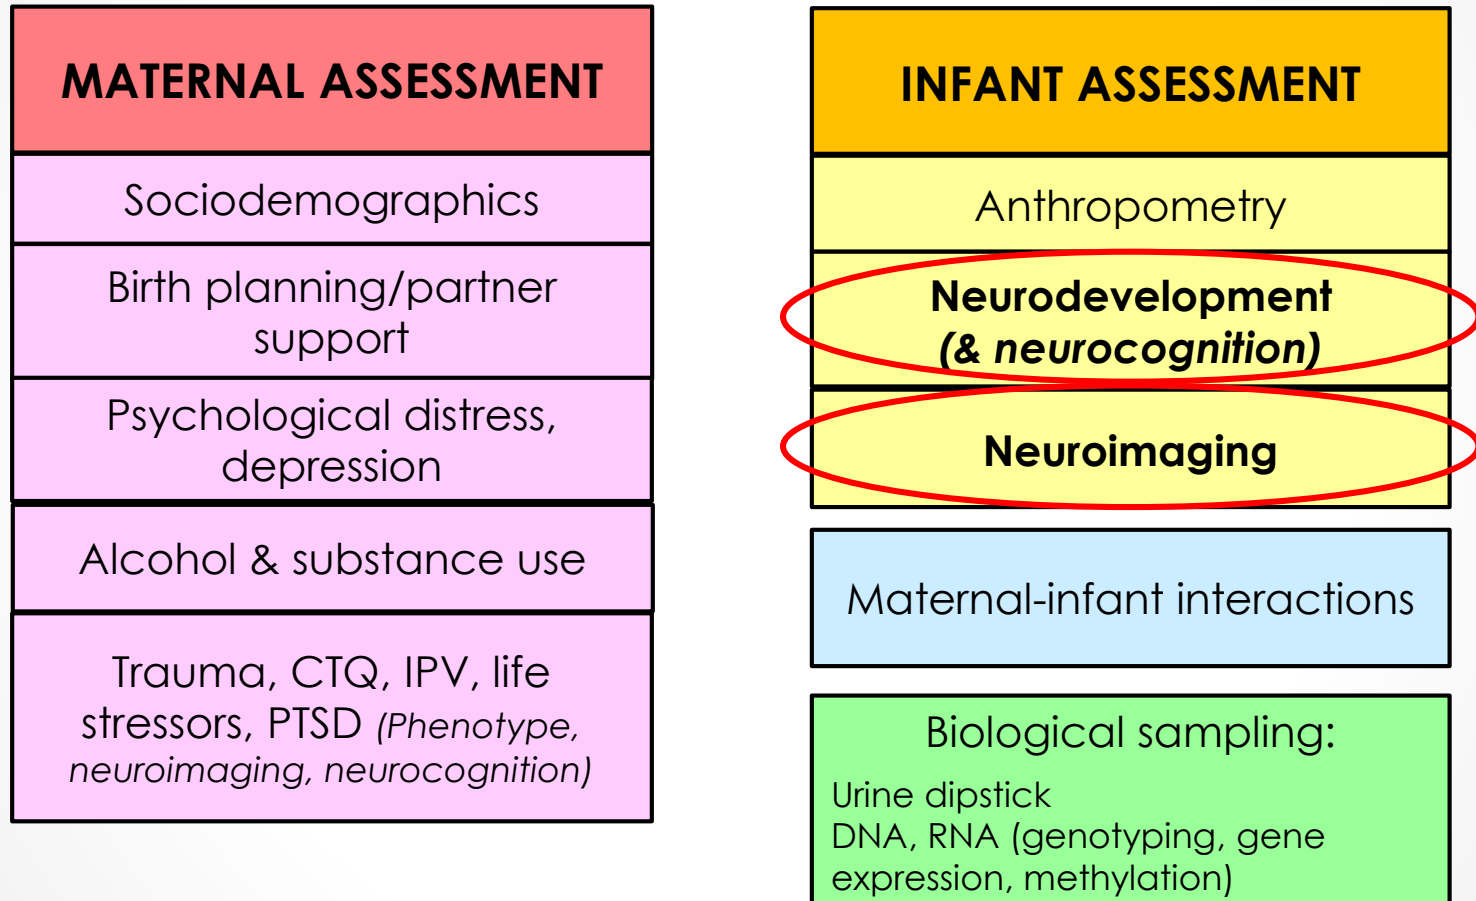 MATERNAL ASSESSMENT
Sociodemographics
Birth planning/partner
support
Psychological distress,
depression
Alcohol & substance use
Trauma, CTQ, IPV, life
stressors, PTSD (Phenotype,
neuroimaging, neurocognition)
INFANT ASSESSMENT
Anthropometry
Neurodevelopment
(& neurocognition)
Neuroimaging
Maternal-infant interactions
Biological sampling:
Urine dipstick
DNA, RNA (genotyping, gene
expression, methylation)